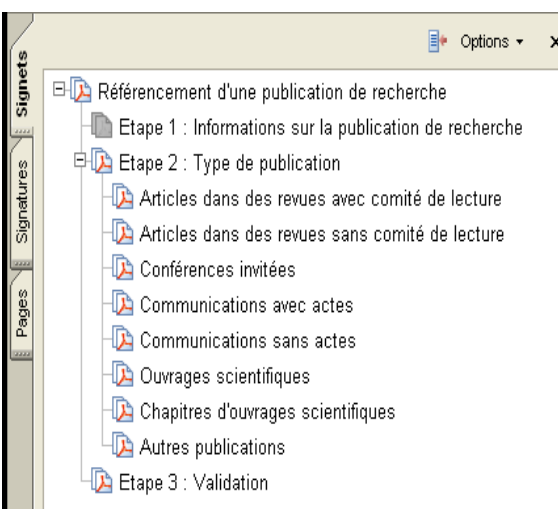 Options
Signets
Signatures
Pages
Référencement d'une publication de recherche
Etape 1 : Informations sur la publication de recherche
Etape 2 : Type de publication
Articles dans des revues avec comité de lecture
Articles dans des revues sans comité de lecture
Conférences invitées
Communications avec actes
Communications sans actes
Ouvrages scientifiques
Chapitres d'ouvrages scientifiques
Autres publications
Etape 3 : Validation